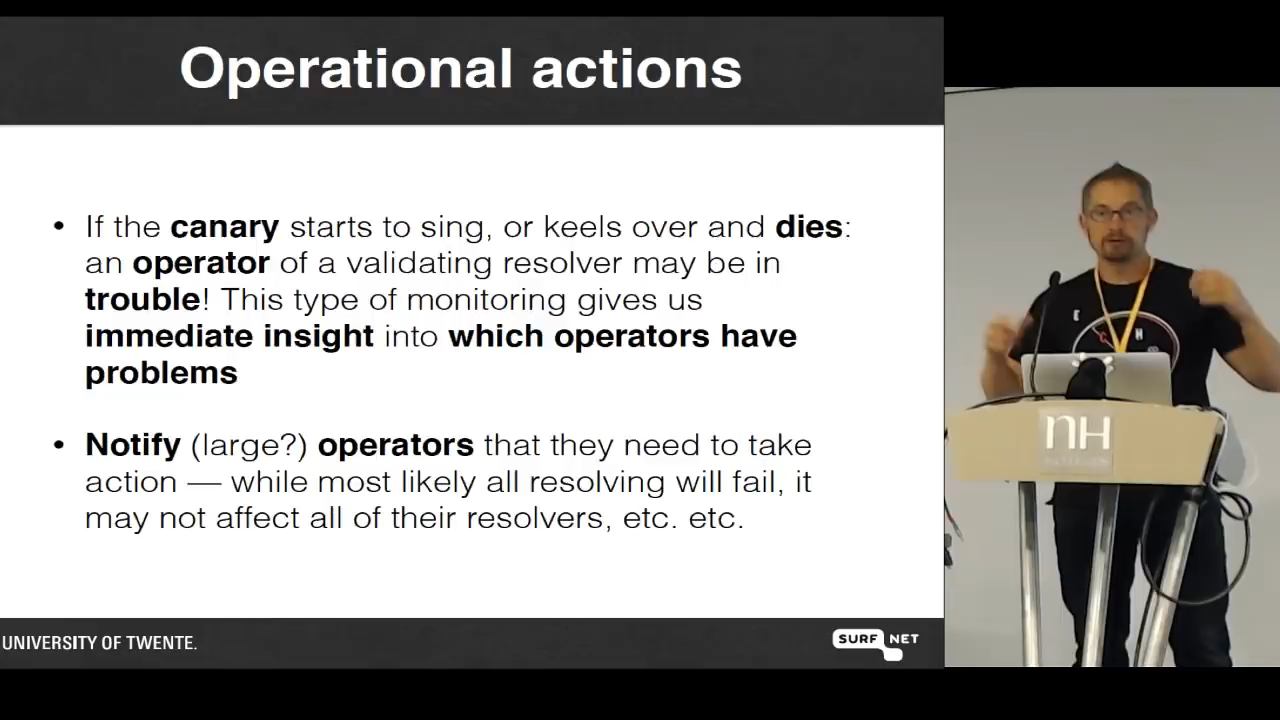 Operational actions
• If the canary starts to sing, or keels over and dies:
an operator of a validating resolver may be in
trouble! This type of monitoring gives us
immediate insight into which operators have
problems
• Notify (large?) operators that they need to take
action — while most likely all resolving will fail, it
may not affect all of their resolvers, etc. etc.
UNIVERSITY OF TWENTE.
SURF NET
nH